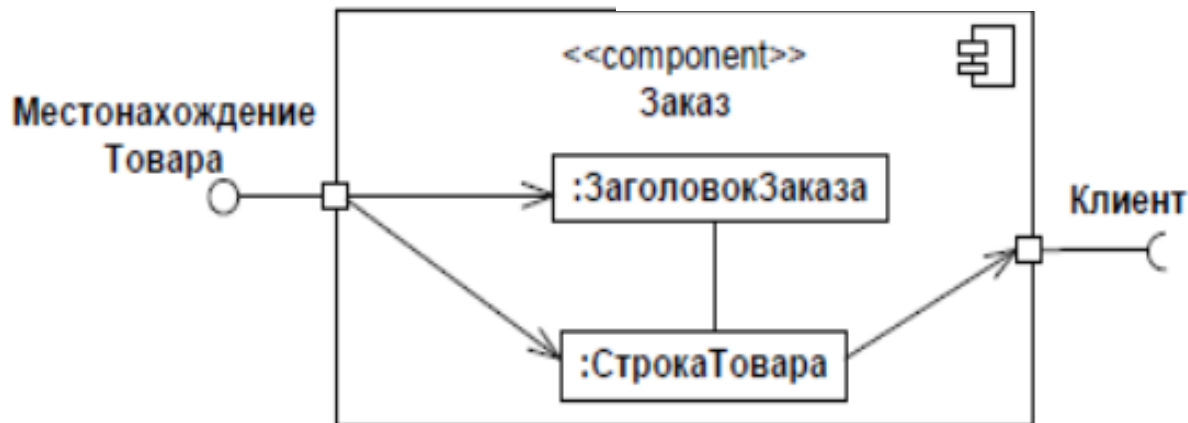 <<component>>
Заказ
Местонахождение
Товара
:ЗаголовокЗаказа
Клиент
:СтрокаТовара